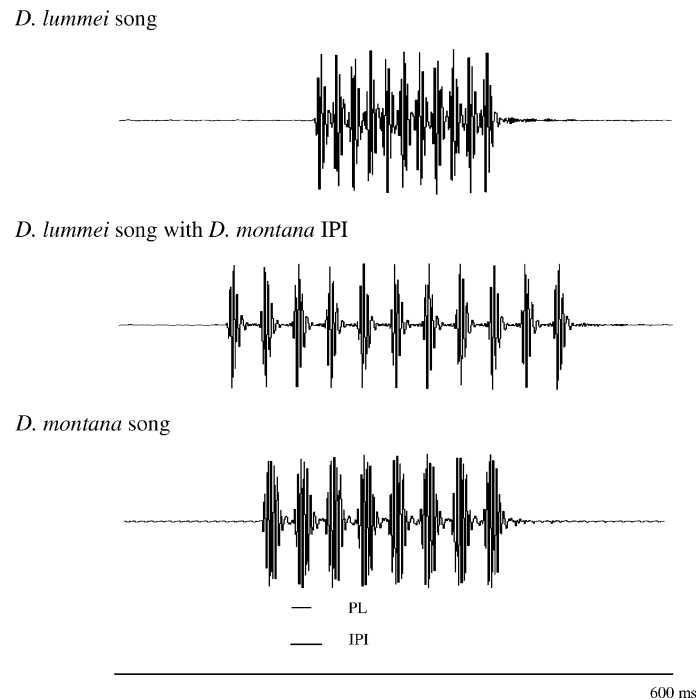 D. lummei song
D. lummei song with D. montana IPI
D. montana song
PL
IPI
600 ms